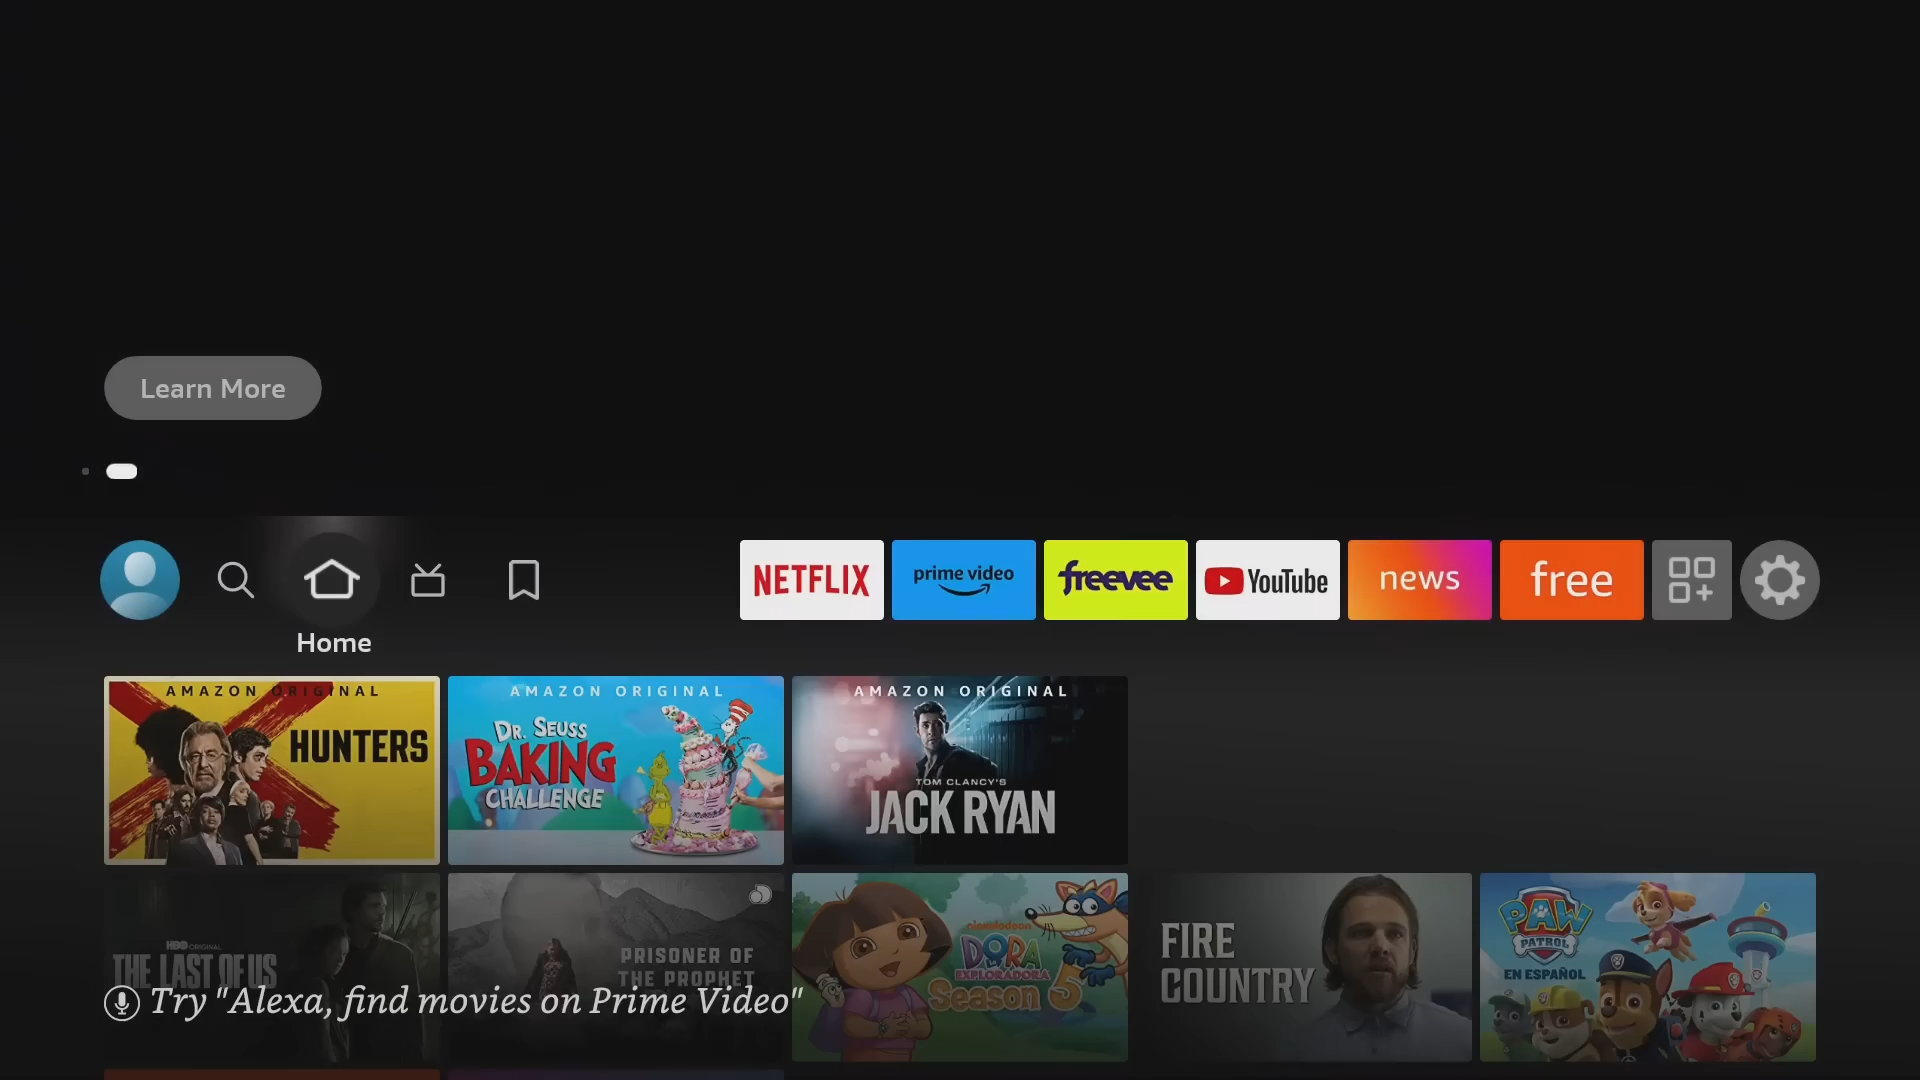 Learn More
NETFLIX
prime video
freevee
YouTube
news
free
Home
AMAZON ORIGINAL
HUNTERS
AMAZON ORIGINAL
DR. SEUSS
BAKING
CHALLENGE
AMAZON ORIGINAL
TOM CLANCY'S
JACK RYAN
HBO ORIGINAL
THE LAST OF US
PRISONER OF
THE PROPHET
nickelodeon
DORA
EXPLORADORA
Season 5
FIRE
COUNTRY
PAW
PATROL
EN ESPAÑOL
Try "Alexa, find movies on Prime Video"